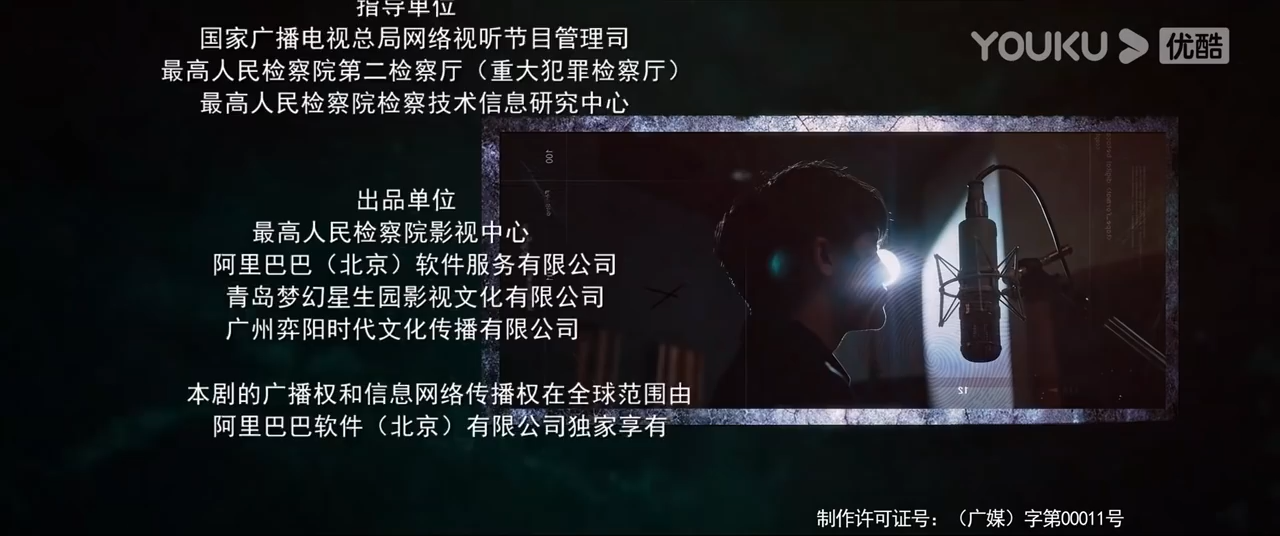 指导单位
国家广播电视总局网络视听节目管理司
最高人民检察院第二检察厅（重大犯罪检察厅）
最高人民检察院检察技术信息研究中心
出品单位
最高人民检察院影视中心
阿里巴巴（北京）软件服务有限公司
青岛梦幻星生园影视文化有限公司
广州弈阳时代文化传播有限公司
本剧的广播权和信息网络传播权在全球范围由
阿里巴巴软件（北京）有限公司独家享有
YOUKU 优酷
100
12
制作许可证号：（广媒）字第00011号